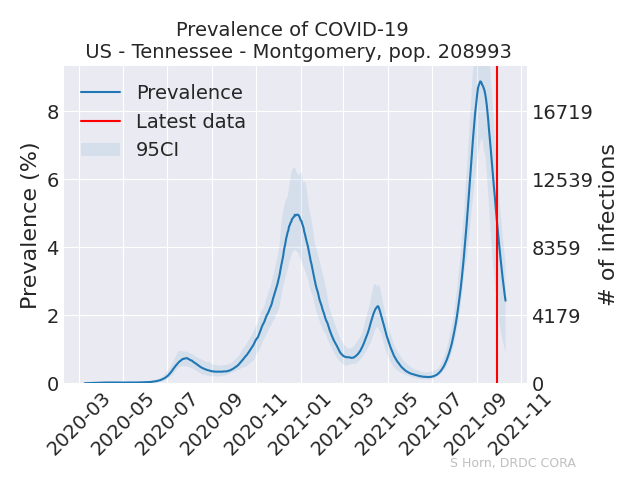 Prevalence of COVID-19
US - Tennessee - Montgomery, pop. 208993
Prevalence
Latest data
95CI
Prevalence (%)
8
6
4
2
0
16719
12539
8359
4179
0
# of infections
2020-03
2020-05
2020-07
2020-09
2020-11
2021-01
2021-03
2021-05
2021-07
2021-09
2021-11
S Horn, DRDC CORA